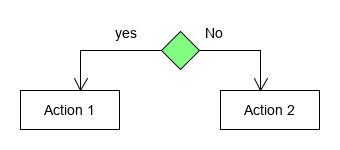 yes No
Action 1 Action 2